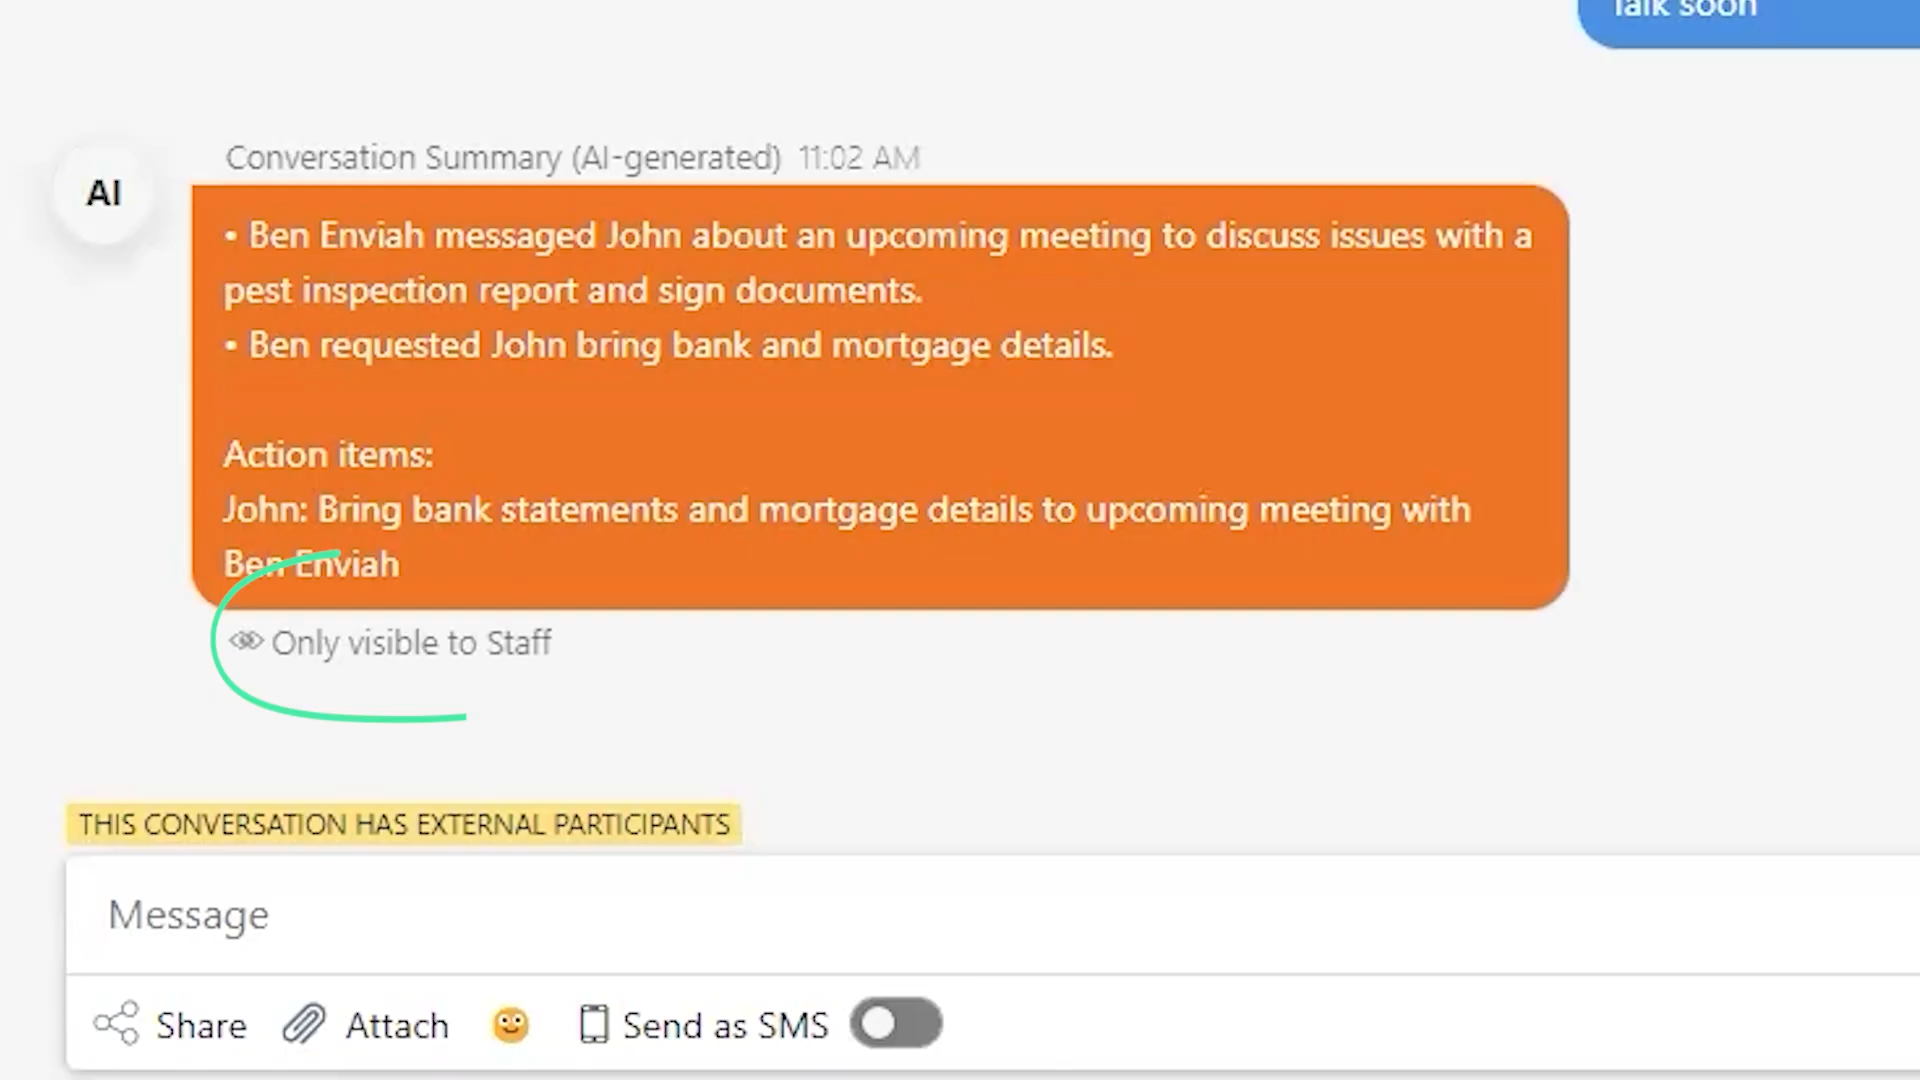 Talk soon
Conversation Summary (AI-generated) 11:02 AM
AI
• Ben Enviah messaged John about an upcoming meeting to discuss issues with a
pest inspection report and sign documents.
• Ben requested John bring bank and mortgage details.
Action items:
John: Bring bank statements and mortgage details to upcoming meeting with
Ben Enviah
Only visible to Staff
THIS CONVERSATION HAS EXTERNAL PARTICIPANTS
Message
Share Attach Send as SMS